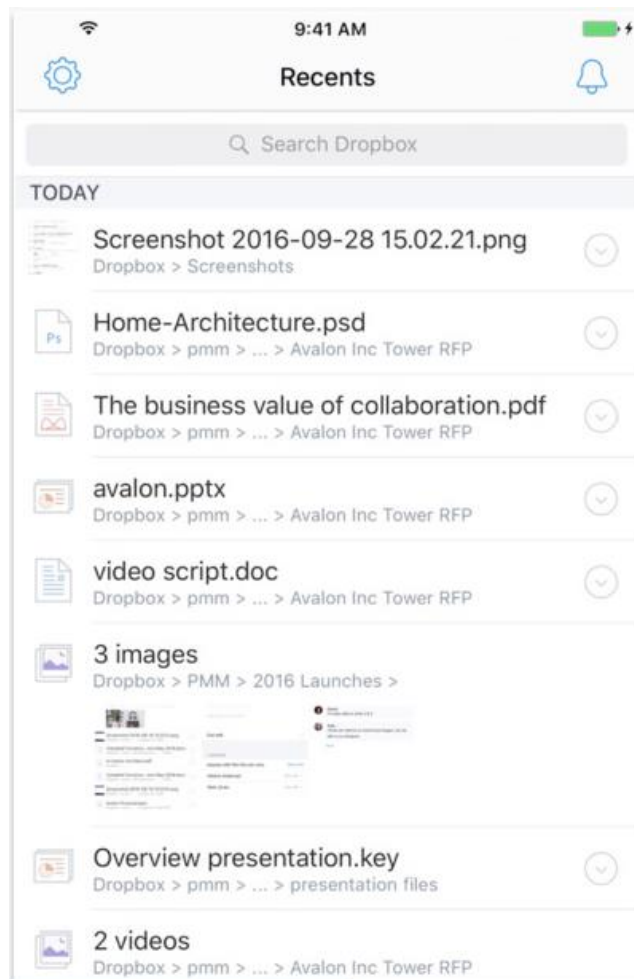 9:41 AM
Recents
Search Dropbox
TODAY
Screenshot 2016-09-28 15.02.21.png
Dropbox > Screenshots
Ps
Home-Architecture.psd
Dropbox > pmm > ... > Avalon Inc Tower RFP
The business value of collaboration.pdf
Dropbox > pmm > ... > Avalon Inc Tower RFP
avalon.pptx
Dropbox > pmm > ... > Avalon Inc Tower RFP
video script.doc
Dropbox > pmm > ... > Avalon Inc Tower RFP
3 images
Dropbox > PMM > 2016 Launches >
Overview presentation.key
Dropbox > pmm > ... > presentation files
2 videos
Dropbox > pmm > ... > Avalon Inc Tower RFP